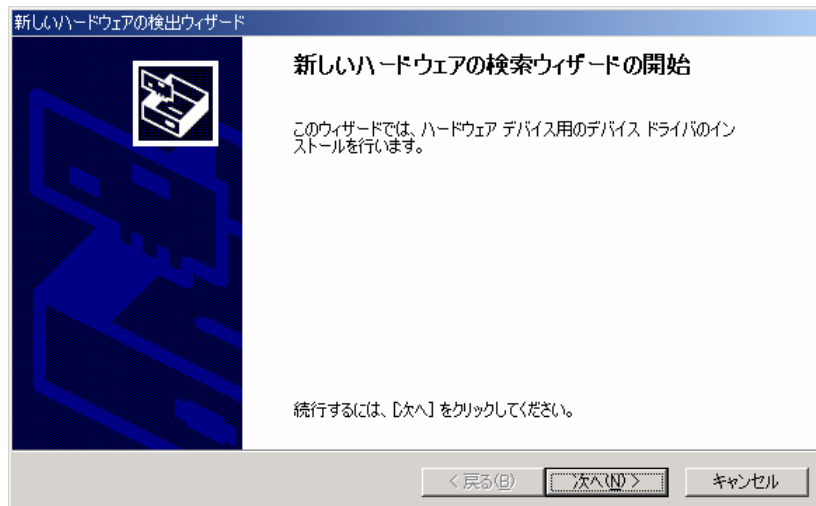 新しいハードウェアの検出ウィザード
新しいハードウェアの検索ウィザードの開始
このウィザードでは、ハードウェア デバイス用のデバイス ドライバのイン
ストールを行います。
続行するには、[次へ] をクリックしてください。
< 戻る(B)
次へ(N) >
キャンセル